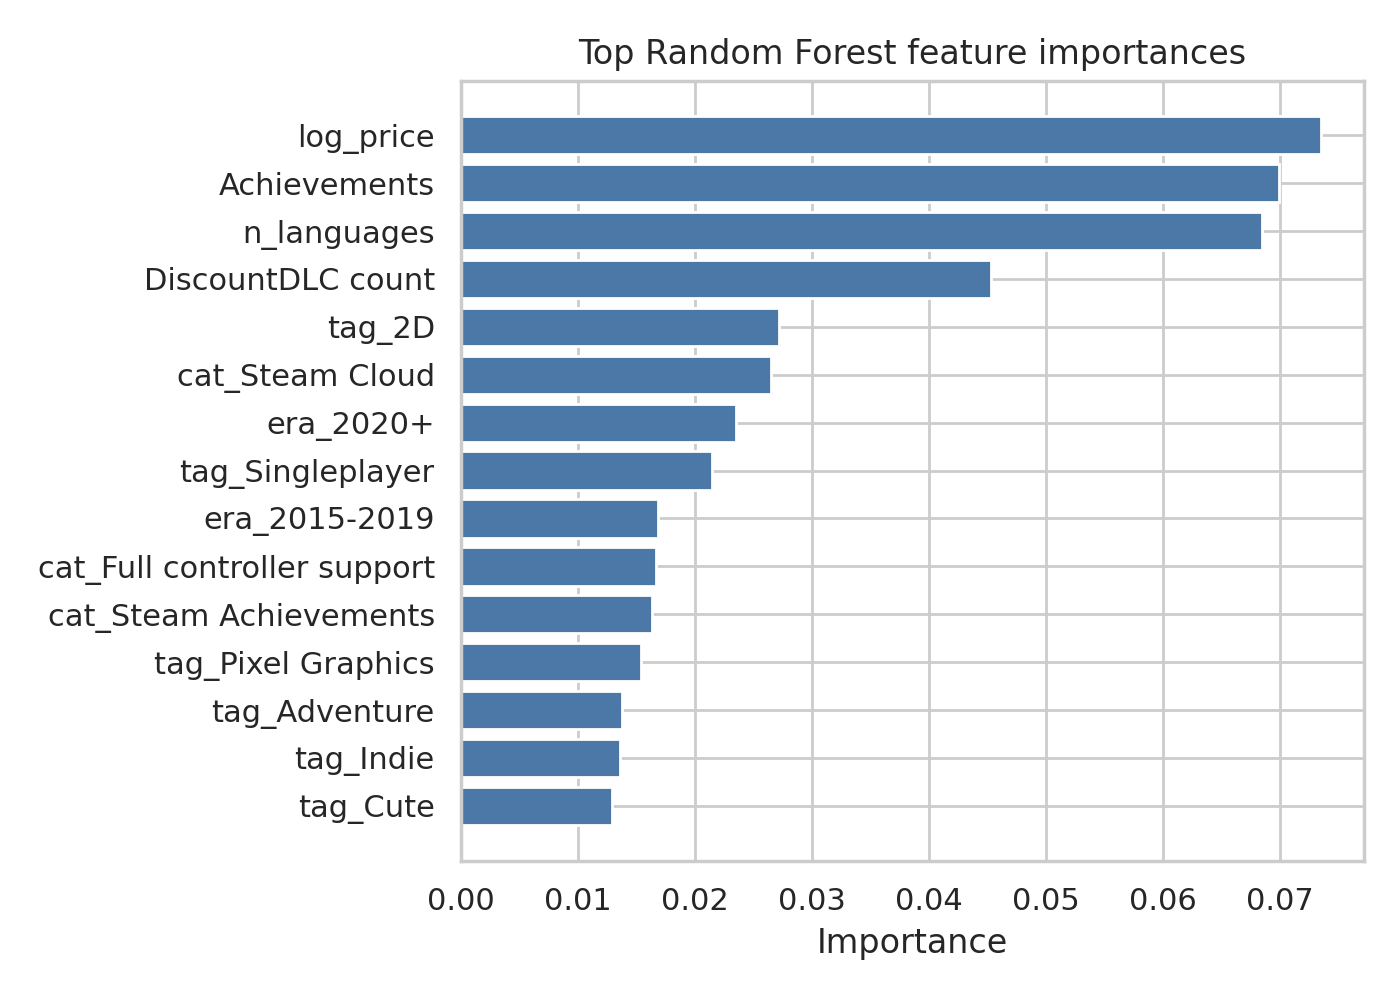 Top Random Forest feature importances
log_price
Achievements
n_languages
DiscountDLC count
tag_2D
cat_Steam Cloud
era_2020+
tag_Singleplayer
era_2015-2019
cat_Full controller support
cat_Steam Achievements
tag_Pixel Graphics
tag_Adventure
tag_Indie
tag_Cute
0.00 0.01 0.02 0.03 0.04 0.05 0.06 0.07
Importance